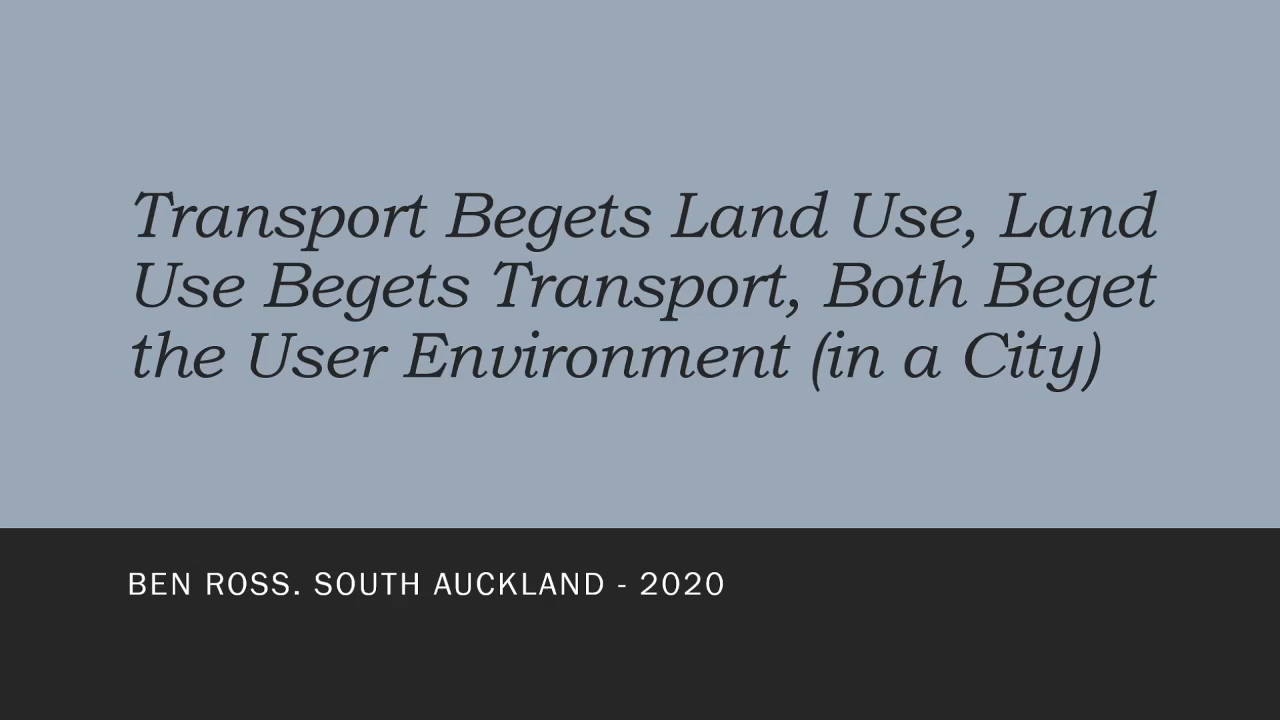 Transport Begets Land Use, Land
Use Begets Transport, Both Beget
the User Environment (in a City)
BEN ROSS. SOUTH AUCKLAND - 2020